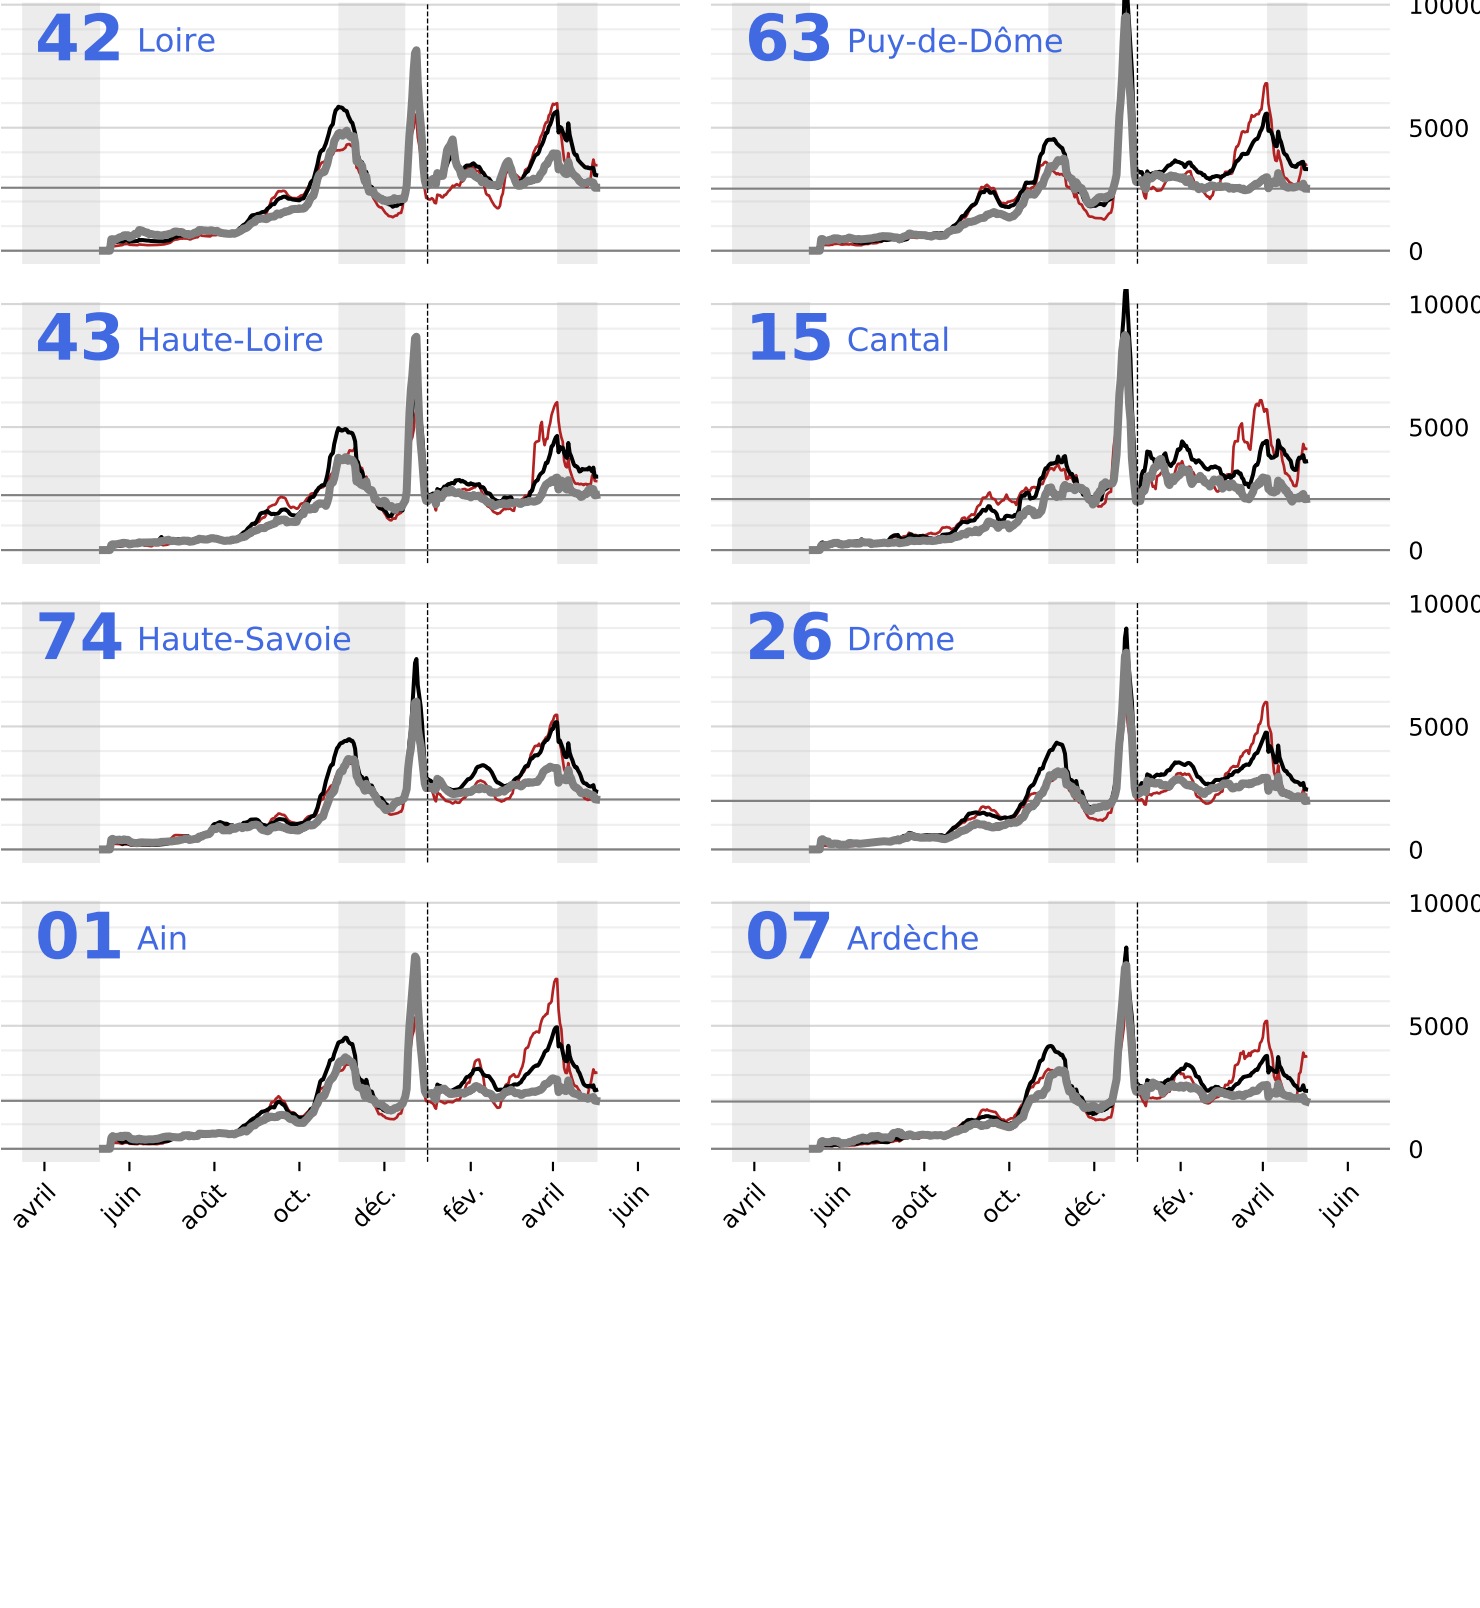 42 Loire
63 Puy-de-Dôme
10000
5000
0
43 Haute-Loire
15 Cantal
10000
5000
0
74 Haute-Savoie
26 Drôme
10000
5000
0
01 Ain
07 Ardèche
10000
5000
0
avril juin août oct. déc. fév. avril juin
avril juin août oct. déc. fév. avril juin